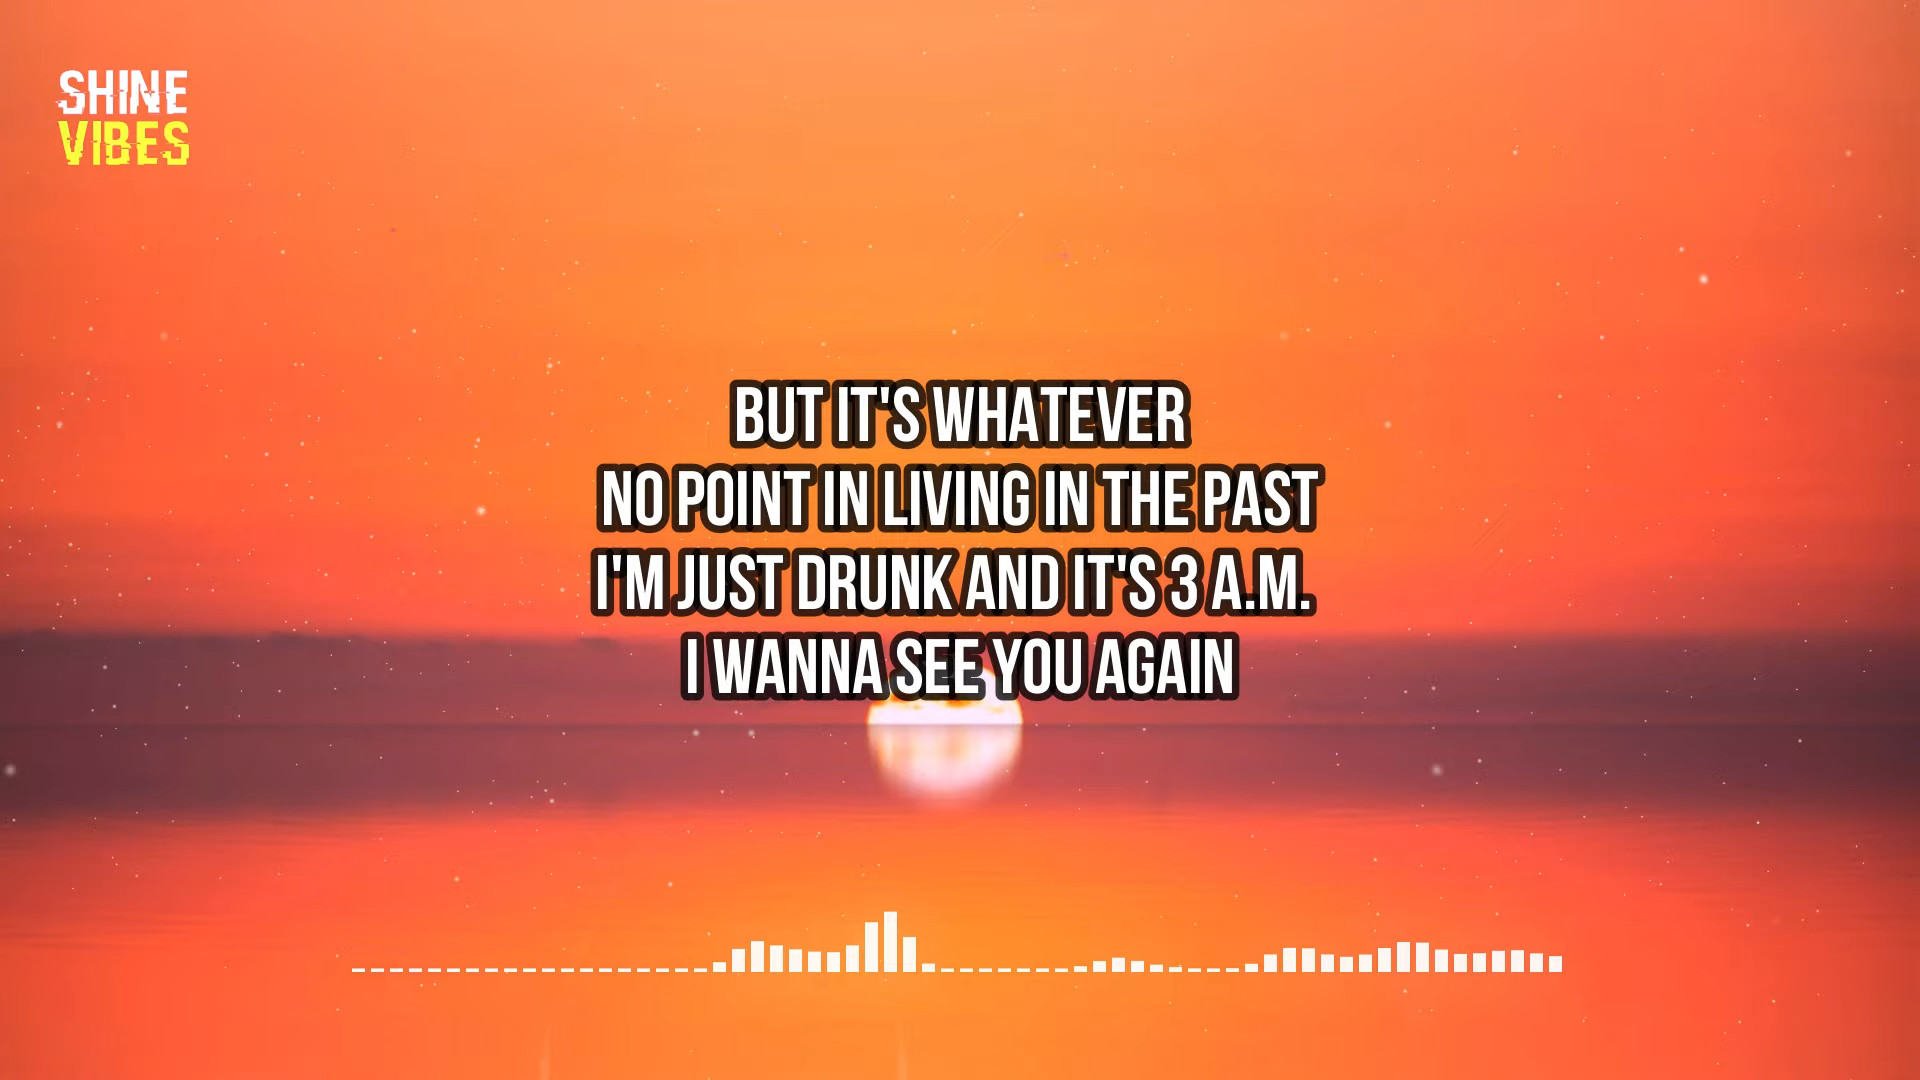 SHINE
VIBES
BUT IT'S WHATEVER
NO POINT IN LIVING IN THE PAST
I'M JUST DRUNK AND IT'S 3 A.M.
I WANNA SEE YOU AGAIN